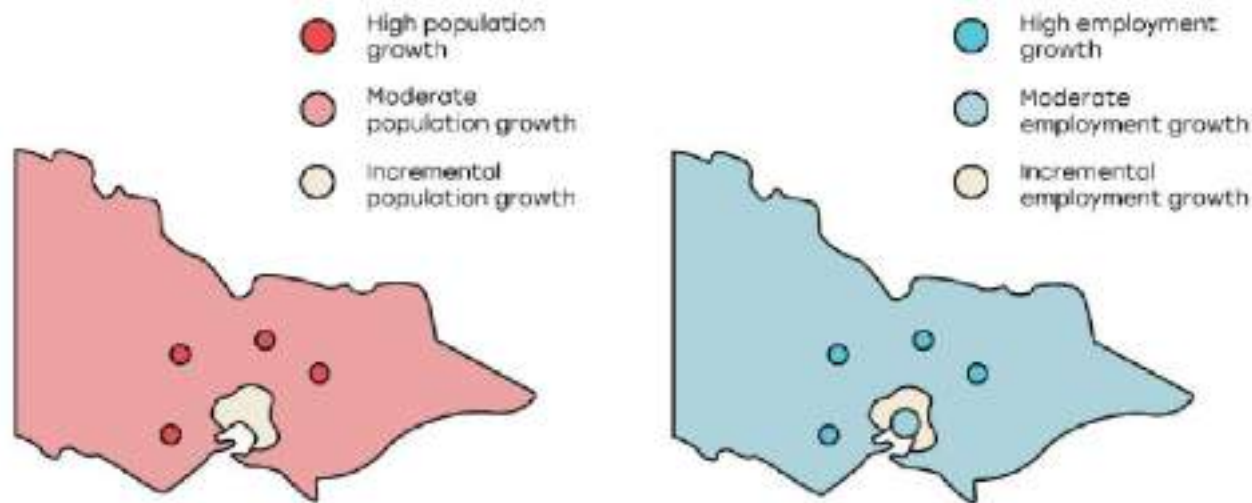 High population
growth
Moderate
population growth
Incremental
population growth
High employment
growth
Moderate
employment growth
Incremental
employment growth